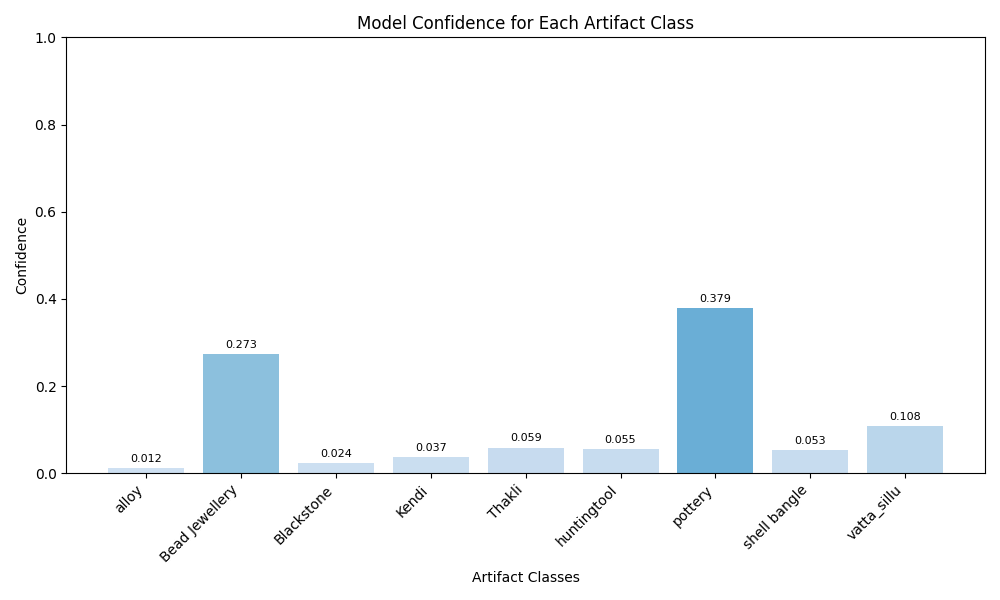 Model Confidence for Each Artifact Class
1.0
0.8
0.6
0.4
0.2
0.0
Confidence
0.012
0.273
0.024
0.037
0.059
0.055
0.379
0.053
0.108
alloy
Bead Jewellery
Blackstone
Kendi
Thakli
huntingtool
pottery
shell bangle
vatta_sillu
Artifact Classes